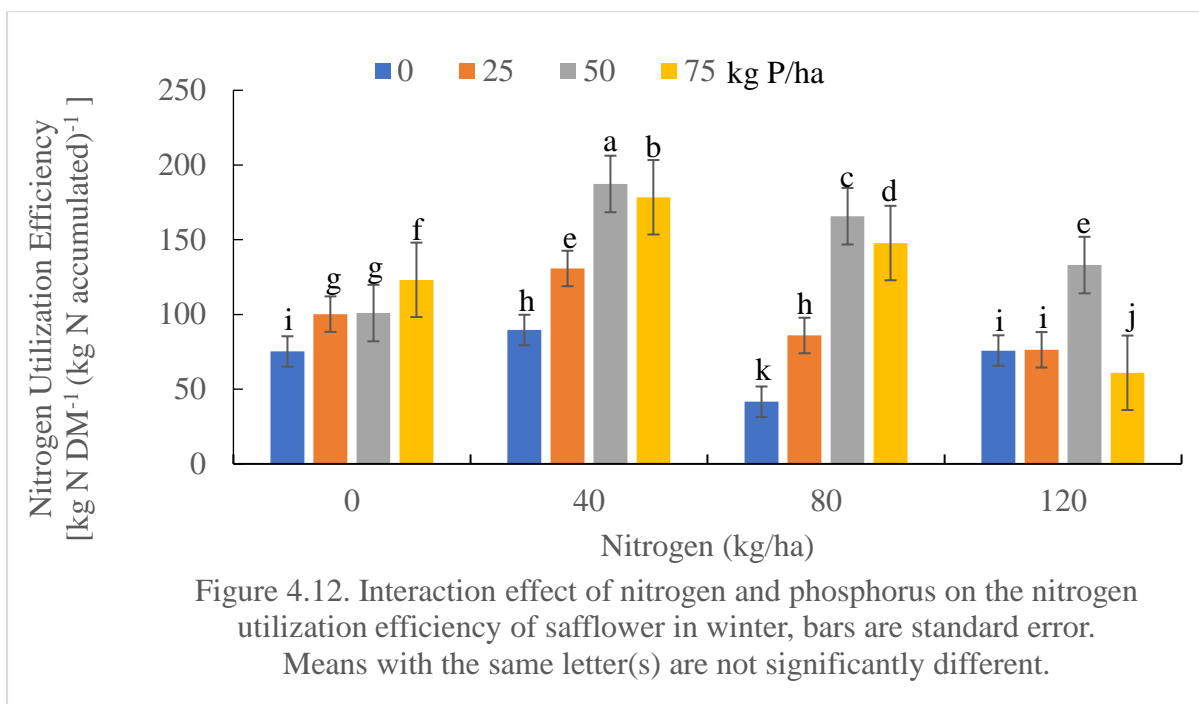 0 25 50 75 kg P/ha
Nitrogen Utilization Efficiency
[kg N DM⁻¹ (kg N accumulated)⁻¹ ]
250
200
150
100
50
0
i g g f
h e a b
k h c d
i i e j
0 40 80 120
Nitrogen (kg/ha)
Figure 4.12. Interaction effect of nitrogen and phosphorus on the nitrogen
utilization efficiency of safflower in winter, bars are standard error.
Means with the same letter(s) are not significantly different.